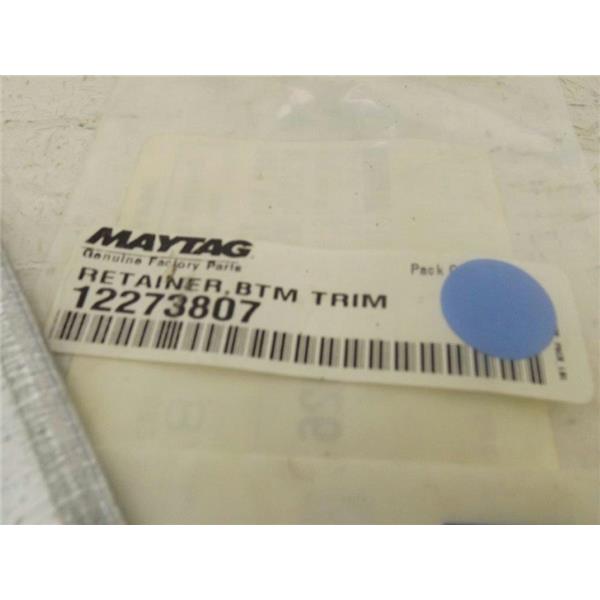 MAYTAG
Genuine Factory Parts
Pack
RETAINER,BTM TRIM
12273807